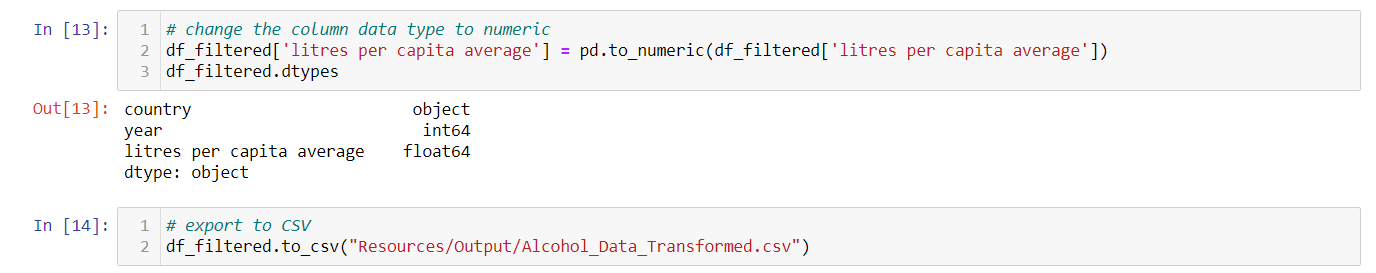 In [13]: 1 # change the column data type to numeric
2 df_filtered['litres per capita average'] = pd.to_numeric(df_filtered['litres per capita average'])
3 df_filtered.dtypes
Out[13]: country object
year int64
litres per capita average float64
dtype: object
In [14]: 1 # export to CSV
2 df_filtered.to_csv("Resources/Output/Alcohol_Data_Transformed.csv")